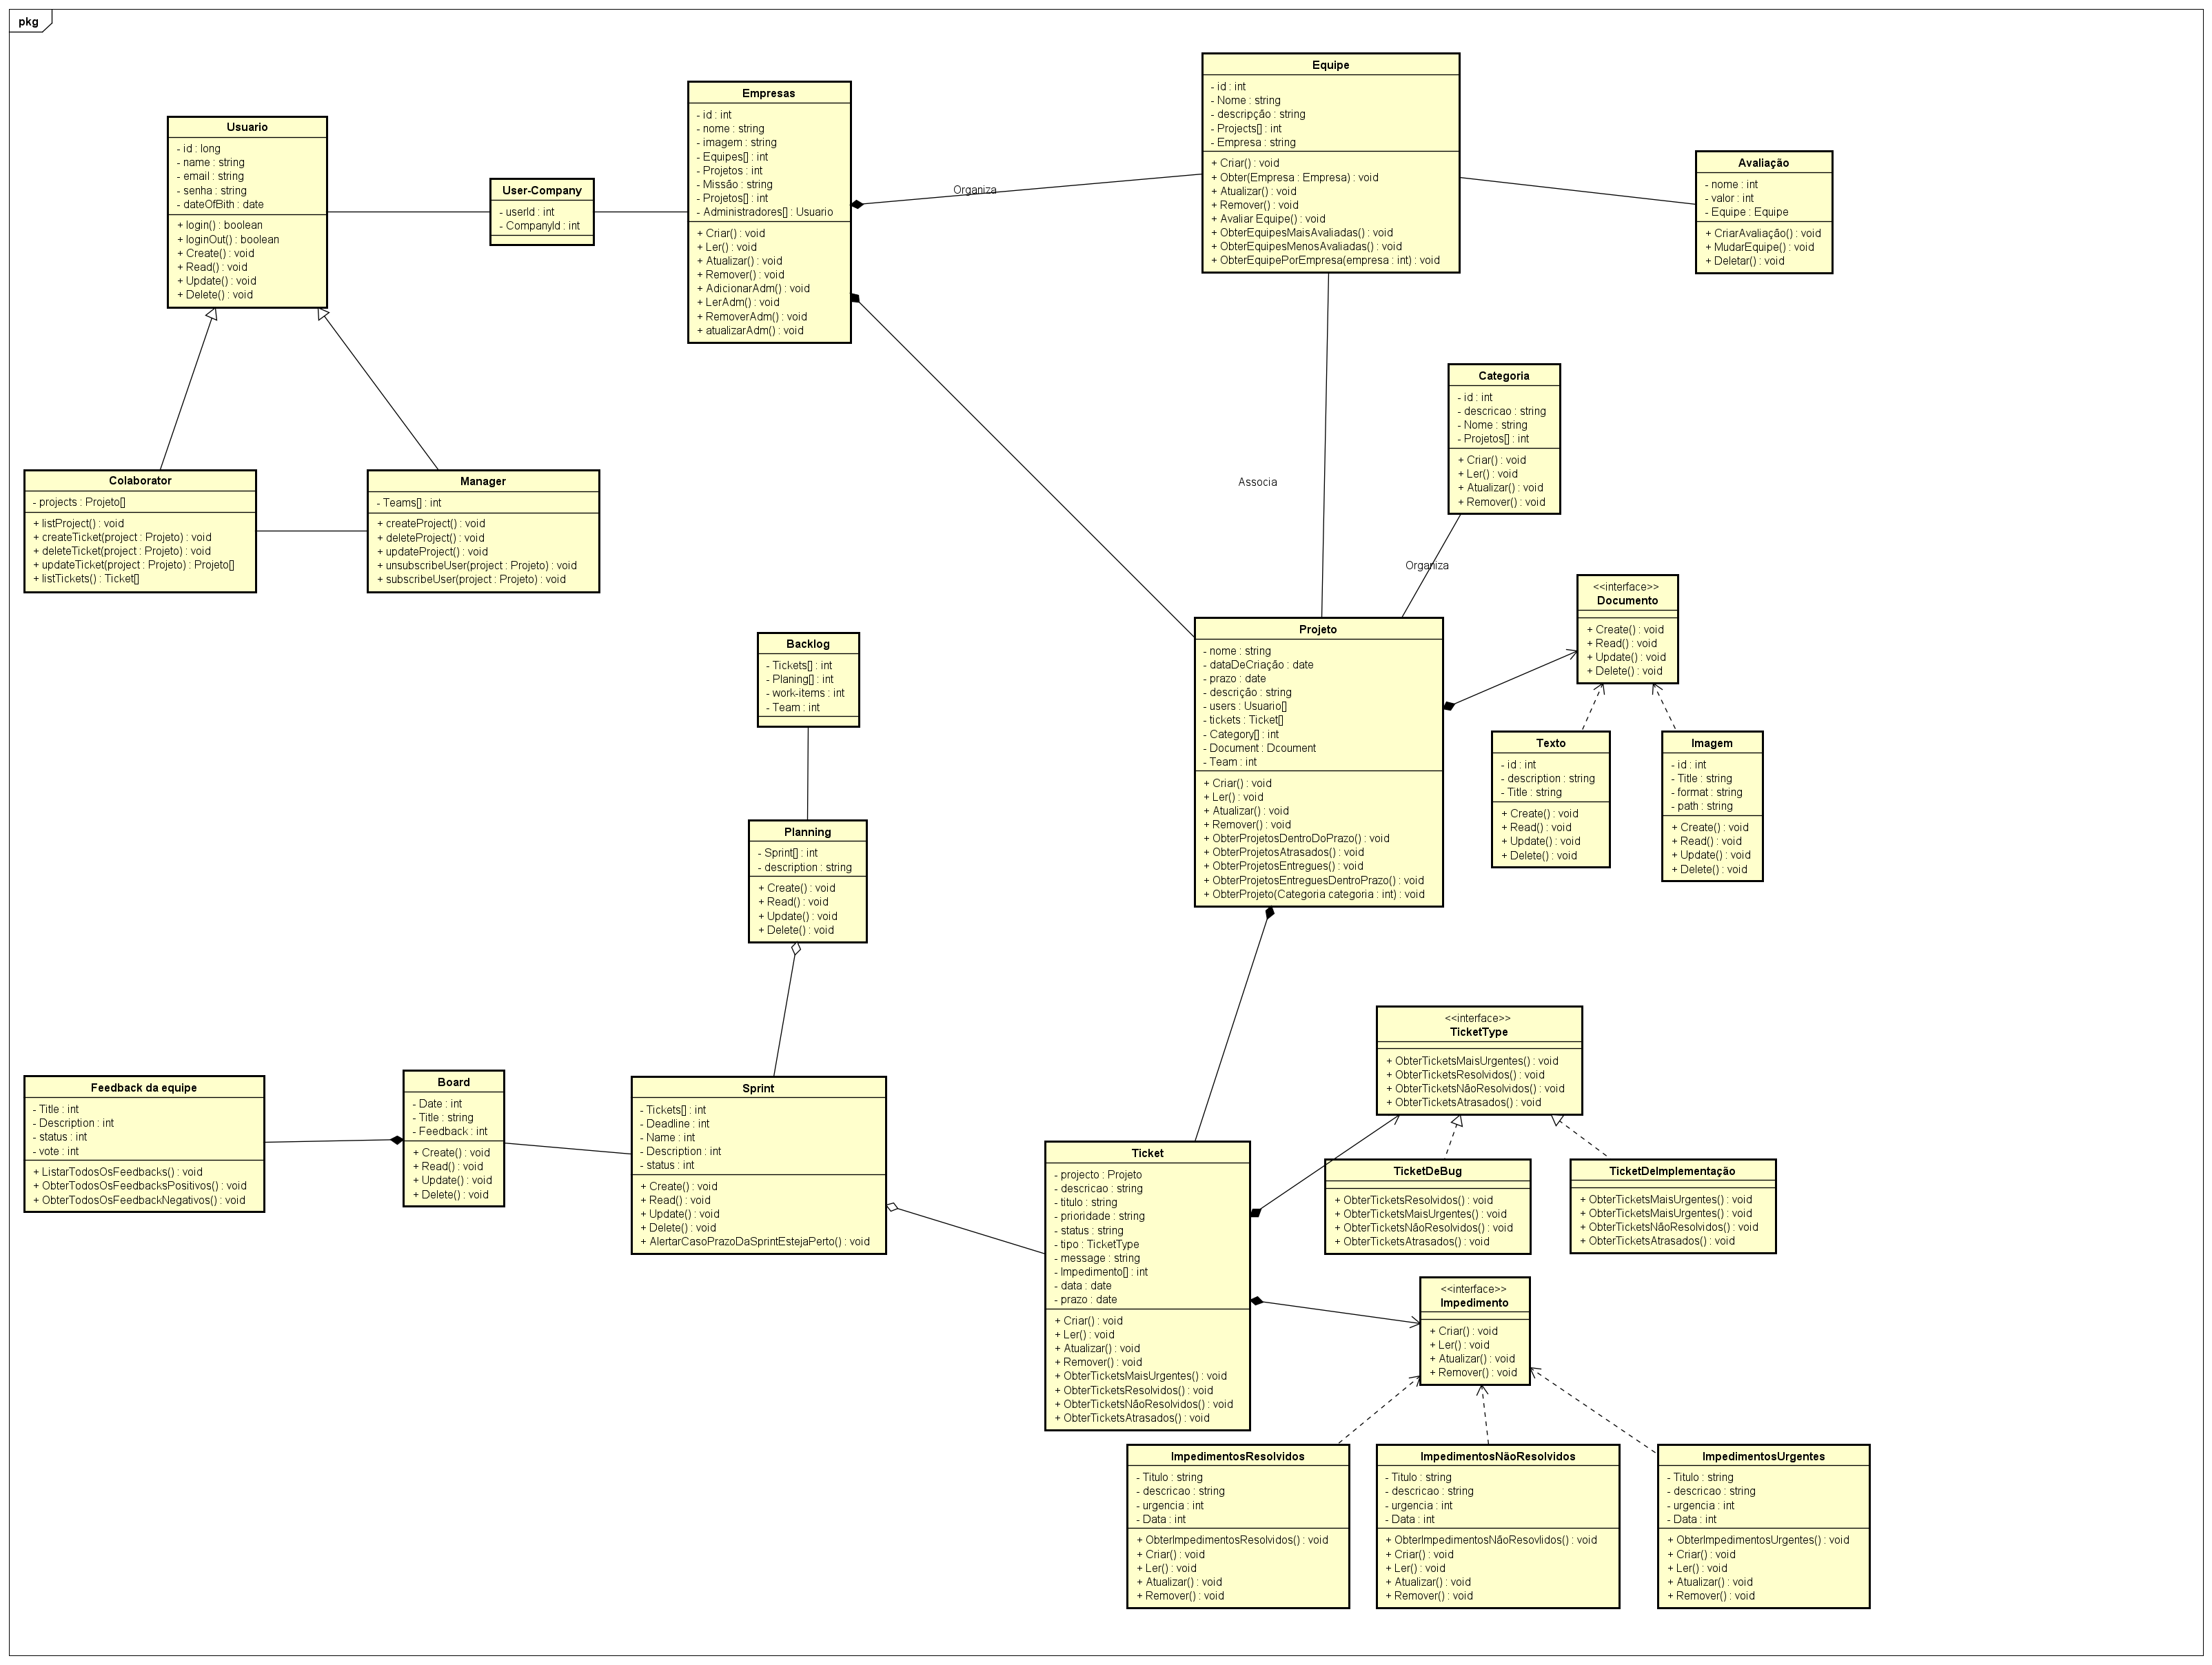 pkg
Usuario
- id : long
- name : string
- email : string
- senha : string
- dateOfBith : date
+ login() : boolean
+ loginOut() : boolean
+ Create() : void
+ Read() : void
+ Update() : void
+ Delete() : void
User-Company
- userId : int
- CompanyId : int
Empresas
- id : int
- nome : string
- imagem : string
- Equipes[] : int
- Projetos : int
- Missão : string
- Projetos[] : int
- Administradores[] : Usuario
+ Criar() : void
+ Ler() : void
+ Atualizar() : void
+ Remover() : void
+ AdicionarAdm() : void
+ LerAdm() : void
+ RemoverAdm() : void
+ atualizarAdm() : void
Organiza
Equipe
- id : int
- Nome : string
- descripção : string
- Projects[] : int
- Empresa : string
+ Criar() : void
+ Obter(Empresa : Empresa) : void
+ Atualizar() : void
+ Remover() : void
+ Avaliar Equipe() : void
+ ObterEquipesMaisAvaliadas() : void
+ ObterEquipesMenosAvaliadas() : void
+ ObterEquipePorEmpresa(empresa : int) : void
Avaliação
- nome : int
- valor : int
- Equipe : Equipe
+ CriarAvaliação() : void
+ MudarEquipe() : void
+ Deletar() : void
Colaborator
- projects : Projeto[]
+ listProject() : void
+ createTicket(project : Projeto) : void
+ deleteTicket(project : Projeto) : void
+ updateTicket(project : Projeto) : Projeto[]
+ listTickets() : Ticket[]
Manager
- Teams[] : int
+ createProject() : void
+ deleteProject() : void
+ updateProject() : void
+ unsubscribeUser(project : Projeto) : void
+ subscribeUser(project : Projeto) : void
Associa
Categoria
- id : int
- descricao : string
- Nome : string
- Projetos[] : int
+ Criar() : void
+ Ler() : void
+ Atualizar() : void
+ Remover() : void
Organiza
<<interface>>
Documento
+ Create() : void
+ Read() : void
+ Update() : void
+ Delete() : void
Backlog
- Tickets[] : int
- Planing[] : int
- work-items : int
- Team : int
Projeto
- nome : string
- dataDeCriação : date
- prazo : date
- descrição : string
- users : Usuario[]
- tickets : Ticket[]
- Category[] : int
- Document : Dcoument
- Team : int
+ Criar() : void
+ Ler() : void
+ Atualizar() : void
+ Remover() : void
+ ObterProjetosDentroDoPrazo() : void
+ ObterProjetosAtrasados() : void
+ ObterProjetosEntregues() : void
+ ObterProjetosEntreguesDentroPrazo() : void
+ ObterProjeto(Categoria categoria : int) : void
Texto
- id : int
- description : string
- Title : string
+ Create() : void
+ Read() : void
+ Update() : void
+ Delete() : void
Imagem
- id : int
- Title : string
- format : string
- path : string
+ Create() : void
+ Read() : void
+ Update() : void
+ Delete() : void
Planning
- Sprint[] : int
- description : string
+ Create() : void
+ Read() : void
+ Update() : void
+ Delete() : void
Feedback da equipe
- Title : int
- Description : int
- status : int
- vote : int
+ ListarTodosOsFeedbacks() : void
+ ObterTodosOsFeedbacksPositivos() : void
+ ObterTodosOsFeedbackNegativos() : void
Board
- Date : int
- Title : string
- Feedback : int
+ Create() : void
+ Read() : void
+ Update() : void
+ Delete() : void
Sprint
- Tickets[] : int
- Deadline : int
- Name : int
- Description : int
- status : int
+ Create() : void
+ Read() : void
+ Update() : void
+ Delete() : void
+ AlertarCasoPrazoDaSprintEstejaPerto() : void
Ticket
- projecto : Projeto
- descricao : string
- titulo : string
- prioridade : string
- status : string
- tipo : TicketType
- message : string
- Impedimento[] : int
- data : date
- prazo : date
+ Criar() : void
+ Ler() : void
+ Atualizar() : void
+ Remover() : void
+ ObterTicketsMaisUrgentes() : void
+ ObterTicketsResolvidos() : void
+ ObterTicketsNãoResolvidos() : void
+ ObterTicketsAtrasados() : void
<<interface>>
TicketType
+ ObterTicketsMaisUrgentes() : void
+ ObterTicketsResolvidos() : void
+ ObterTicketsNãoResolvidos() : void
+ ObterTicketsAtrasados() : void
TicketDeBug
+ ObterTicketsResolvidos() : void
+ ObterTicketsMaisUrgentes() : void
+ ObterTicketsNãoResolvidos() : void
+ ObterTicketsAtrasados() : void
TicketDeImplementação
+ ObterTicketsMaisUrgentes() : void
+ ObterTicketsMaisUrgentes() : void
+ ObterTicketsNãoResolvidos() : void
+ ObterTicketsAtrasados() : void
<<interface>>
Impedimento
+ Criar() : void
+ Ler() : void
+ Atualizar() : void
+ Remover() : void
ImpedimentosResolvidos
- Titulo : string
- descricao : string
- urgencia : int
- Data : int
+ ObterImpedimentosResolvidos() : void
+ Criar() : void
+ Ler() : void
+ Atualizar() : void
+ Remover() : void
ImpedimentosNãoResolvidos
- Titulo : string
- descricao : string
- urgencia : int
- Data : int
+ ObterImpedimentosNãoResovlidos() : void
+ Criar() : void
+ Ler() : void
+ Atualizar() : void
+ Remover() : void
ImpedimentosUrgentes
- Titulo : string
- descricao : string
- urgencia : int
- Data : int
+ ObterImpedimentosUrgentes() : void
+ Criar() : void
+ Ler() : void
+ Atualizar() : void
+ Remover() : void